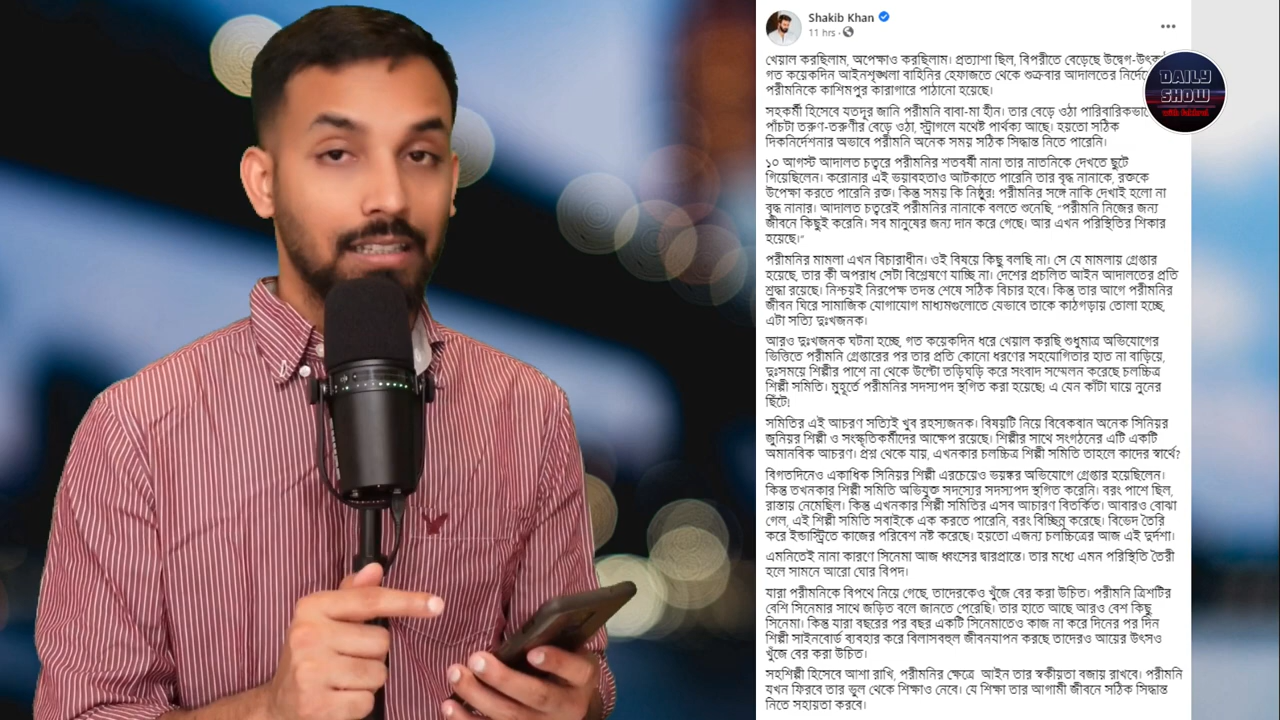 Shakib Khan
11 hrs
খেয়াল করছিলাম, অপেক্ষাও করছিলাম। প্রত্যাশা ছিল, বিপরীতে বেড়েছে উদ্বেগ-
গত কয়েকদিন আইনশৃঙ্খলা বাহিনির হেফাজতে থেকে শুক্রবার আদালতের
পরীমনিকে কাশিমপুর কারাগারে পাঠানো হয়েছে।
সহকর্মী হিসেবে যতদূর জানি পরীমনি বাবা-মা হীন। তার বেড়ে ওঠা
পাঁচটা তরুণ-তরুণীর বেড়ে ওঠা, স্ট্রাগলে যথেষ্ট পার্থক্য আছে। হয়তো সঠিক
দিকনির্দেশনার অভাবে পরীমনি অনেক সময় সঠিক সিদ্ধান্ত নিতে পারেনি।
১০ আগস্ট আদালত চত্বরে পরীমনির শতবর্ষী নানা তার নাতনিকে দেখতে ছুটে
গিয়েছিলেন। করোনার এই ভয়াবহতাও আটকাতে পারেনি তার বৃদ্ধ নানাকে, রক্তকে
উপেক্ষা করতে পারেনি রক্ত। কিন্তু সময় কি নিষ্ঠুর! পরীমনির সঙ্গে নাকি দেখাই হলো না
বৃদ্ধ নানার। আদালত চত্বরেই পরীমনির নানাকে বলতে শুনেছি, “পরীমনি নিজের জন্য
জীবনে কিছুই করেনি। সব মানুষের জন্য দান করে গেছে। আর এখন পরিস্থিতির শিকার
হয়েছে।”
পরীমনির মামলা এখন বিচারাধীন। ওই বিষয়ে কিছু বলছি না। সে যে মামলায় গ্রেপ্তার
হয়েছে, তার কী অপরাধ সেটা বিশ্লেষণে যাচ্ছি না। দেশের প্রচলিত আইন আদালতের প্রতি
শ্রদ্ধা রয়েছে। নিশ্চয়ই নিরপেক্ষ তদন্ত শেষে সঠিক বিচার হবে। কিন্তু তার আগে পরীমনির
জীবন ঘিরে সামাজিক যোগাযোগ মাধ্যমগুলোতে যেভাবে তাকে কাঠগড়ায় তোলা হচ্ছে,
এটা সত্যি দুঃখজনক।
আরও দুঃখজনক ঘটনা হচ্ছে, গত কয়েকদিন ধরে খেয়াল করছি শুধুমাত্র অভিযোগের
ভিত্তিতে পরীমনি গ্রেপ্তারের পর তার প্রতি কোনো ধরণের সহযোগিতার হাত না বাড়িয়ে,
দুঃসময়ে শিল্পীর পাশে না থেকে উল্টো তড়িঘড়ি করে সংবাদ সম্মেলন করেছে চলচ্চিত্র
শিল্পী সমিতি। মুহূর্তে পরীমনির সদস্যপদ স্থগিত করা হয়েছে! এ যেন কাঁটা ঘায়ে নুনের
ছিঁটে!
সমিতির এই আচরণ সত্যিই খুব রহস্যজনক। বিষয়টি নিয়ে বিবেকবান অনেক সিনিয়র
জুনিয়র শিল্পী ও সংস্কৃতিকর্মীদের আক্ষেপ রয়েছে। শিল্পীর সাথে সংগঠনের এটি একটি
অমানবিক আচরণ। প্রশ্ন থেকে যায়, এখনকার চলচ্চিত্র শিল্পী সমিতি তাহলে কাদের স্বার্থে?
বিগতদিনেও একাধিক সিনিয়র শিল্পী এরচেয়েও ভয়ঙ্কর অভিযোগে গ্রেপ্তার হয়েছিলেন।
কিন্তু তখনকার শিল্পী সমিতি অভিযুক্ত সদস্যের সদস্যপদ স্থগিত করেনি। বরং পাশে ছিল,
রাস্তায় নেমেছিল। কিন্তু এখনকার শিল্পী সমিতির এসব আচারণ বিতর্কিত। আবারও বোঝা
গেল, এই শিল্পী সমিতি সবাইকে এক করতে পারেনি, বরং বিচ্ছিন্ন করেছে। বিভেদ তৈরি
করে ইন্ডাস্ট্রিতে কাজের পরিবেশ নষ্ট করেছে। হয়তো এজন্য চলচ্চিত্রের আজ এই দুর্দশা।
এমনিতেই নানা কারণে সিনেমা আজ ধ্বংসের দ্বারপ্রান্তে। তার মধ্যে এমন পরিস্থিতি তৈরী
হলে সামনে আরো ঘোর বিপদ।
যারা পরীমনিকে বিপথে নিয়ে গেছে, তাদেরকেও খুঁজে বের করা উচিত। পরীমনি ত্রিশটির
বেশি সিনেমার সাথে জড়িত বলে জানতে পেরেছি। তার হাতে আছে আরও বেশ কিছু
সিনেমা। কিন্তু যারা বছরের পর বছর একটি সিনেমাতেও কাজ না করে দিনের পর দিন
শিল্পী সাইনবোর্ড ব্যবহার করে বিলাসবহুল জীবনযাপন করছে তাদেরও আয়ের উৎসও
খুঁজে বের করা উচিত।
সহশিল্পী হিসেবে আশা রাখি, পরীমনির ক্ষেত্রে আইন তার স্বকীয়তা বজায় রাখবে। পরীমনি
যখন ফিরবে তার ভুল থেকে শিক্ষাও নেবে। যে শিক্ষা তার আগামী জীবনে সঠিক সিদ্ধান্ত
নিতে সহায়তা করবে।
DAILY
SHOW